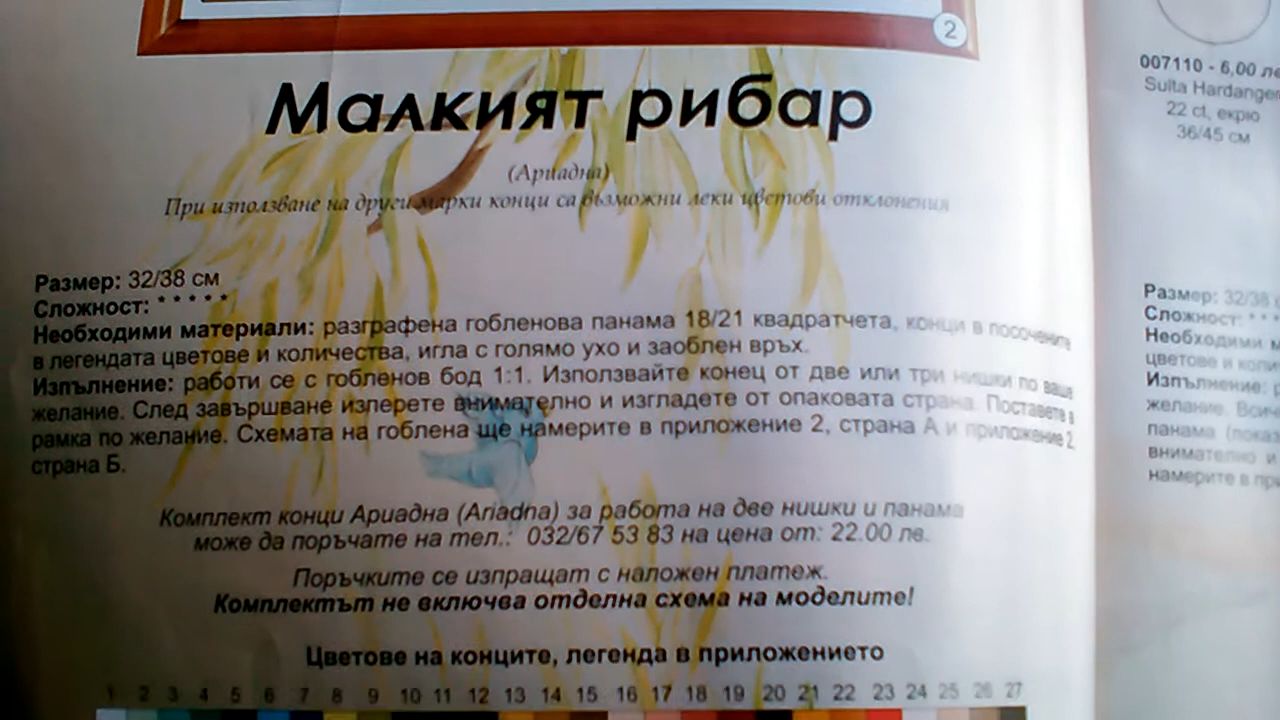 2
Малкият рибар
(Ариадна)
При използване на други марки конци са възможни леки цветови отклонения
Размер: 32/38 см
Сложност: * * * * *
Необходими материали: разграфена гобленова панама 18/21 квадратчета, конци в посочените
в легендата цветове и количества, игла с голямо ухо и заоблен връх.
Изпълнение: работи се с гобленов бод 1:1. Използвайте конец от две или три нишки по ваше
желание. След завършване изперете внимателно и изгладете от опаковата страна. Поставете в
рамка по желание. Схемата на гоблена ще намерите в приложение 2, страна А и приложение 2,
страна Б.
Комплект конци Ариадна (Ariadna) за работа на две нишки и панама
може да поръчате на тел.: 032/67 53 83 на цена от: 22.00 лв.
Поръчките се изпращат с наложен платеж.
Комплектът не включва отделна схема на моделите!
Цветове на конците, легенда в приложението
1 2 3 4 5 6 7 8 9 10 11 12 13 14 15 16 17 18 19 20 21 22 23 24 25 26 27
007110 - 6,00 ле
Sulta Hardanger
22 ct, екрю
36/45 см
Размер: 32/38
Сложност: * * *
Необходими м
цветове и коли
Изпълнение:
желание. Всич
панама (пока
внимателно и
намерите в при